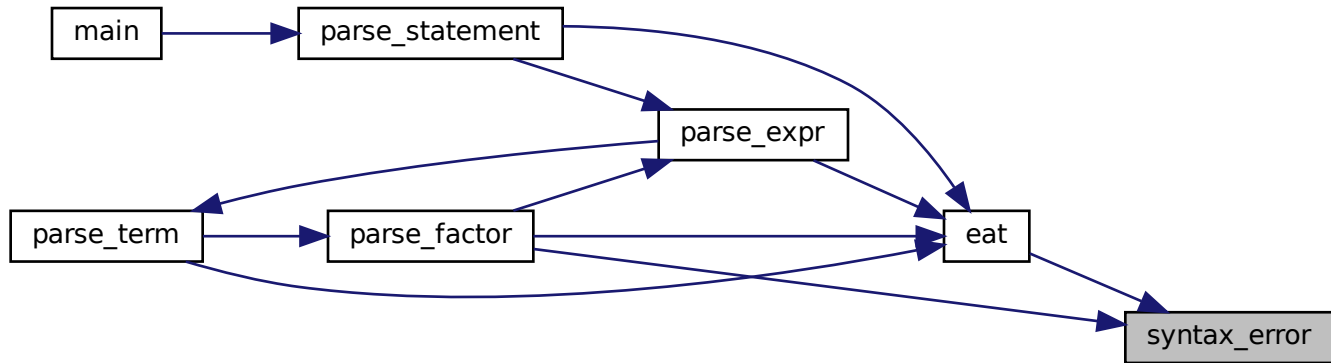 main
parse_statement
parse_expr
parse_term
parse_factor
eat
syntax_error